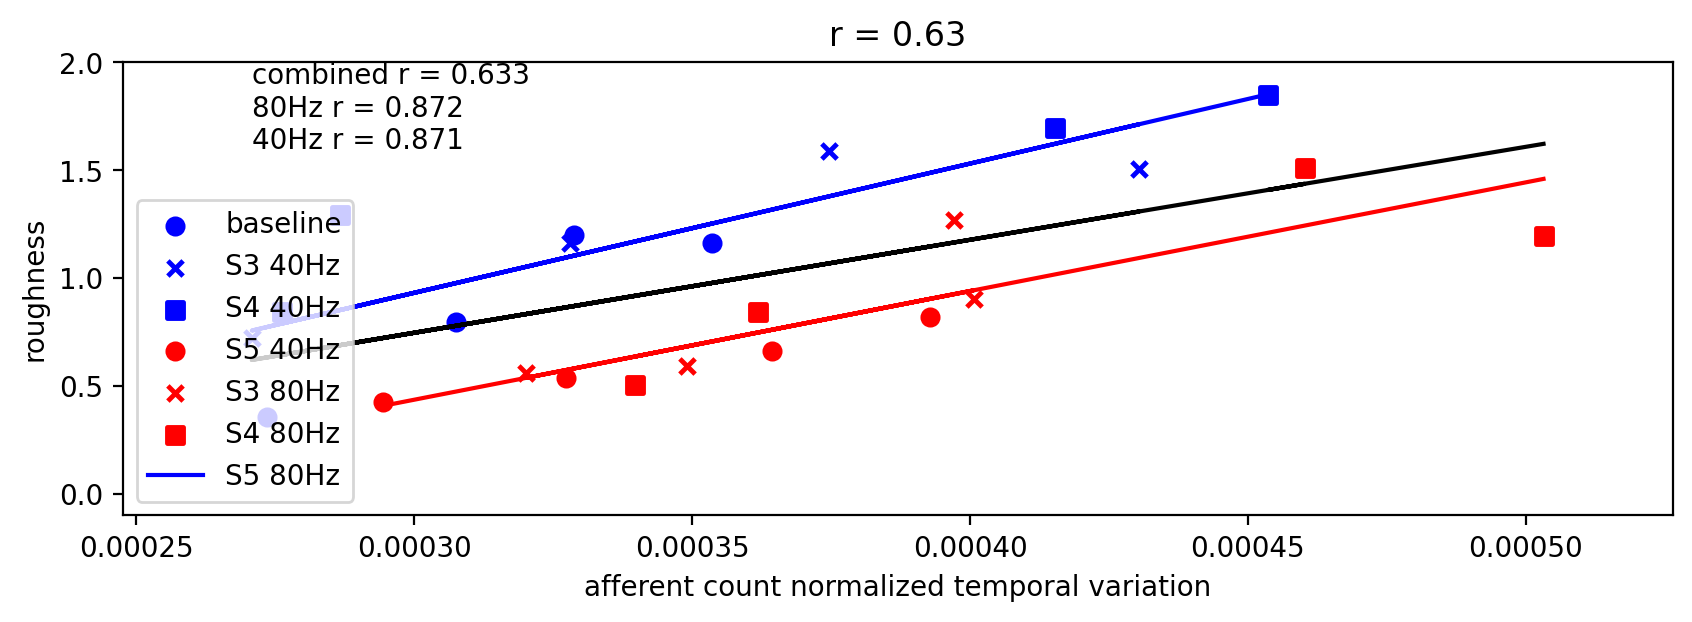 r = 0.63
combined r = 0.633
80Hz r = 0.872
40Hz r = 0.871
2.0
1.5
1.0
0.5
0.0
roughness
baseline
S3 40Hz
S4 40Hz
S5 40Hz
S3 80Hz
S4 80Hz
S5 80Hz
0.00025 0.00030 0.00035 0.00040 0.00045 0.00050
afferent count normalized temporal variation